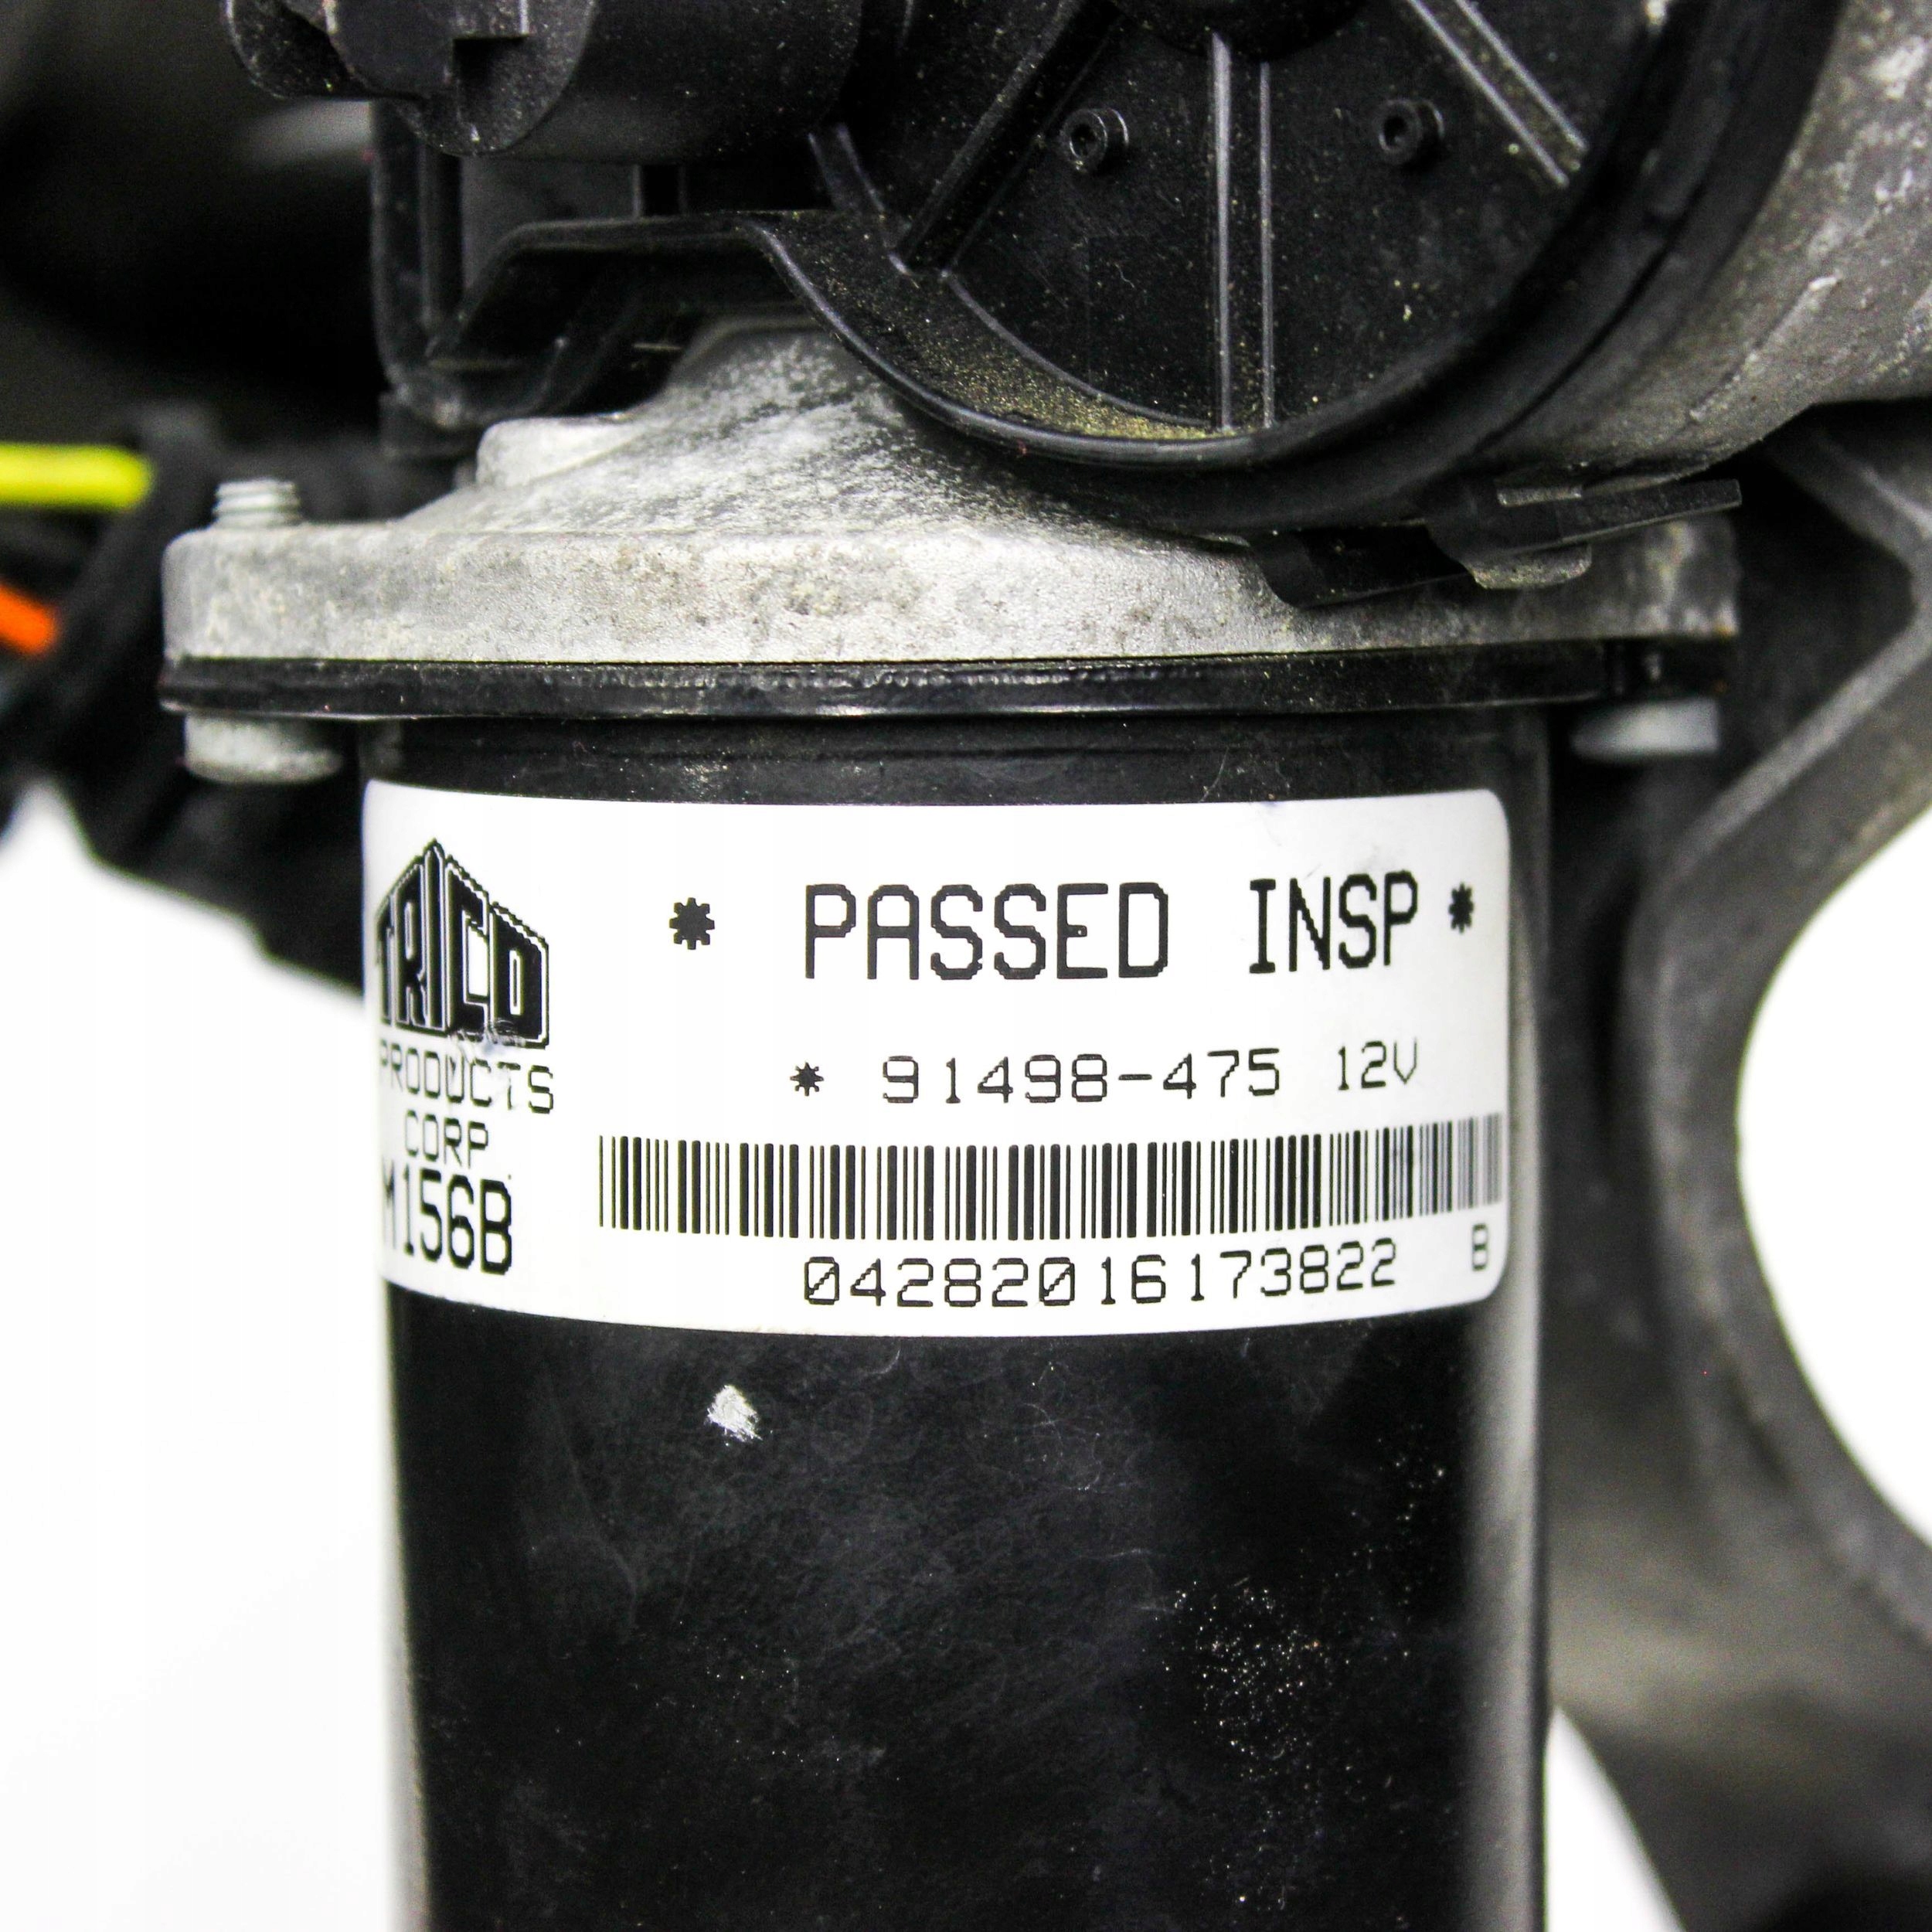 TRICO
PRODUCTS
CORP
M156B
* PASSED INSP *
* 91498-475 12V
04282016173822 B